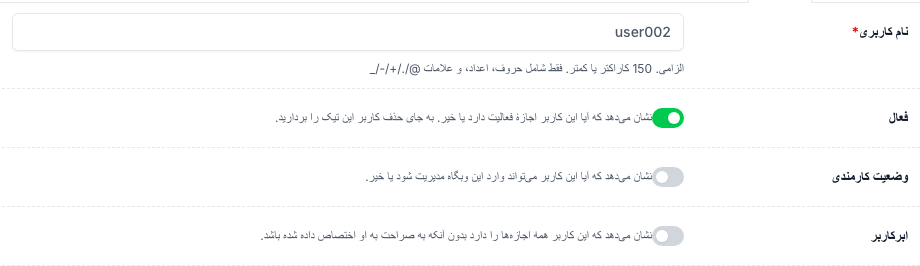 نام کاربری*
user002
الزامی. 150 کاراکتر یا کمتر. فقط شامل حروف، اعداد، و علامات @/./+/-/_
فعال
نشان می‌دهد که آیا این کاربر اجازهٔ فعالیت دارد یا خیر. به جای حذف کاربر این تیک را بردارید.
وضعیت کارمندی
نشان می‌دهد که آیا این کاربر می‌تواند وارد این وبگاه مدیریت شود یا خیر.
ابرکاربر
نشان می‌دهد که این کاربر همهٔ اجازه‌ها را دارد بدون آنکه به صراحت به او اختصاص داده شده باشد.